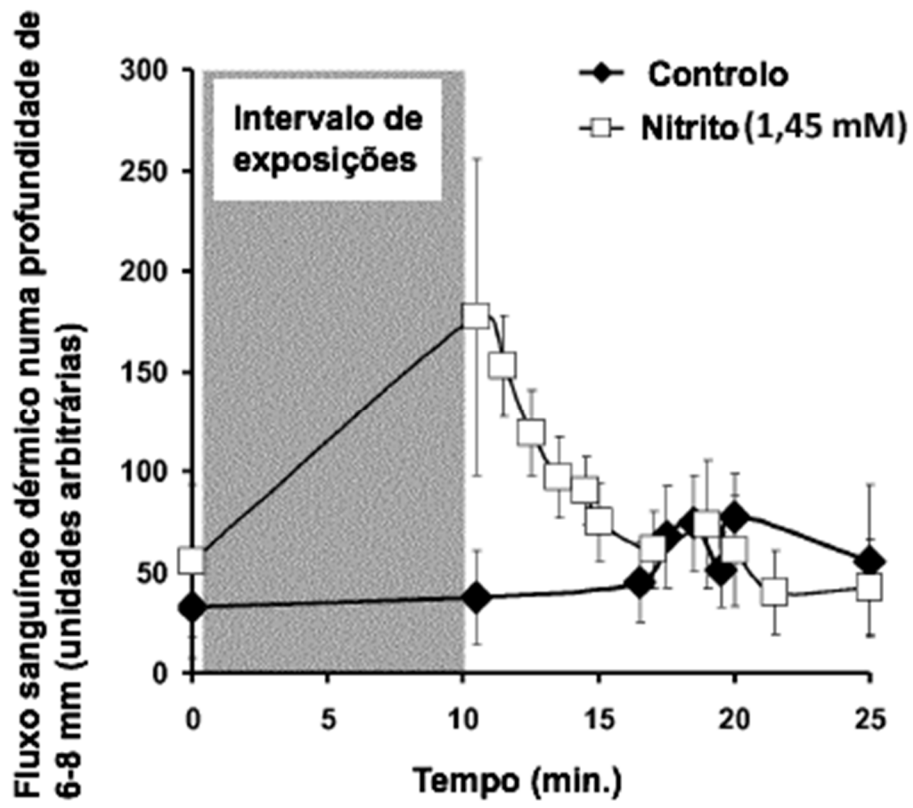 Fluxo sanguíneo dérmico numa profundidade de
6-8 mm (unidades arbitrárias)
300
250
200
150
100
50
0
Intervalo de
exposições
Controlo
Nitrito (1,45 mM)
0
5
10
15
20
25
Tempo (min.)